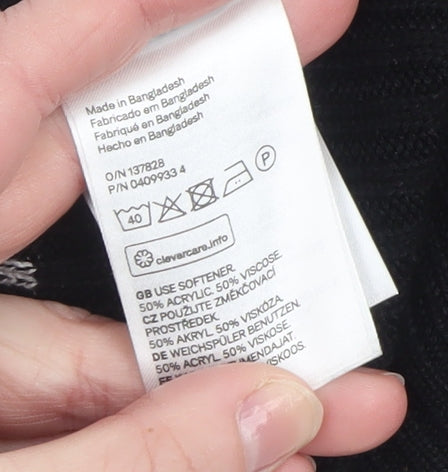 Made in Bangladesh
Fabricado em Bangladesh
Fabriqué en Bangladesh
Hecho en Bangladesh
O/N 137828
P/N 0409933 4
40
P
clevercare.info
GB USE SOFTENER.
50% ACRYLIC. 50% VISCOSE.
CZ POUŽIJTE ZMĚKČOVACÍ
PROSTŘEDEK.
50% AKRYL. 50% VISKÓZA.
DE WEICHSPÜLER BENUTZEN.
50% ACRYL. 50% VISKOSE.
VISKOOS.